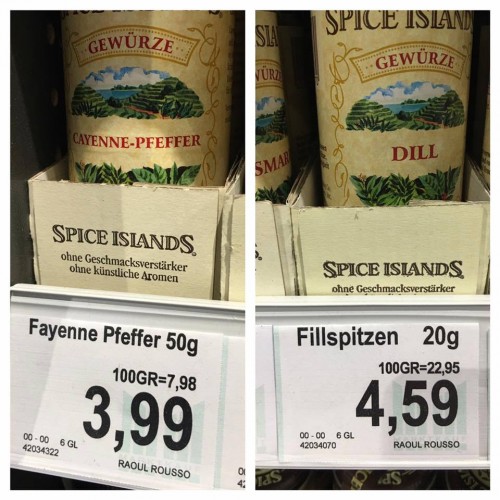 SPICE ISLANDS
GEWÜRZE
CAYENNE-PFEFFER
SPICE ISLANDS
ohne Geschmacksverstärker
ohne künstliche Aromen
Fayenne Pfeffer 50g
100GR=7,98
3,99
00 - 00 6 GL
42034322
RAOUL ROUSSO
SPICE ISLAND
GEWÜRZE
DILL
SPICE ISLANDS
ohne Geschmacksverstärker
Fillspitzen 20g
100GR=22,95
4,59
00 - 00 6 GL
42034070
RAOUL ROUSSO